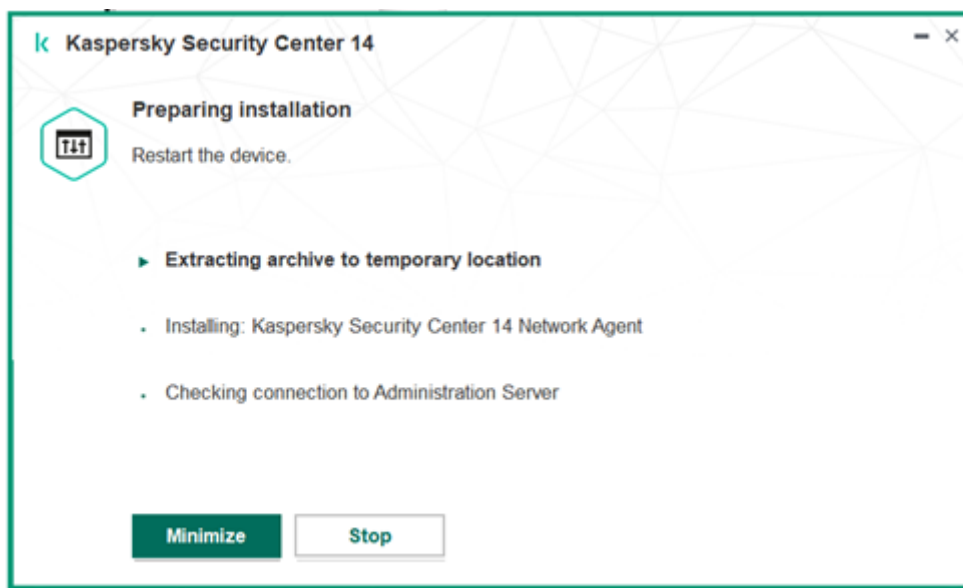 Kaspersky Security Center 14
Preparing installation
Restart the device.
Extracting archive to temporary location
Installing: Kaspersky Security Center 14 Network Agent
Checking connection to Administration Server
Minimize
Stop